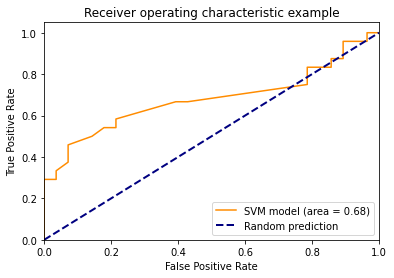 Receiver operating characteristic example
True Positive Rate
1.0
0.8
0.6
0.4
0.2
0.0
SVM model (area = 0.68)
Random prediction
0.0 0.2 0.4 0.6 0.8 1.0
False Positive Rate